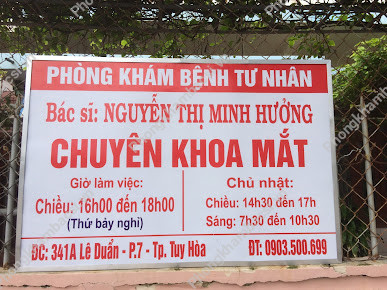 PHÒNG KHÁM BỆNH TƯ NHÂN
Bác sĩ: NGUYỄN THỊ MINH HƯỞNG
CHUYÊN KHOA MẮT
Giờ làm việc:
Chiều: 16h00 đến 18h00
(Thứ bảy nghỉ)
Chủ nhật:
Chiều: 14h30 đến 17h
Sáng: 7h30 đến 10h30
ĐC: 341A Lê Duẩn - P.7 - Tp. Tuy Hòa
ĐT: 0903.500.699